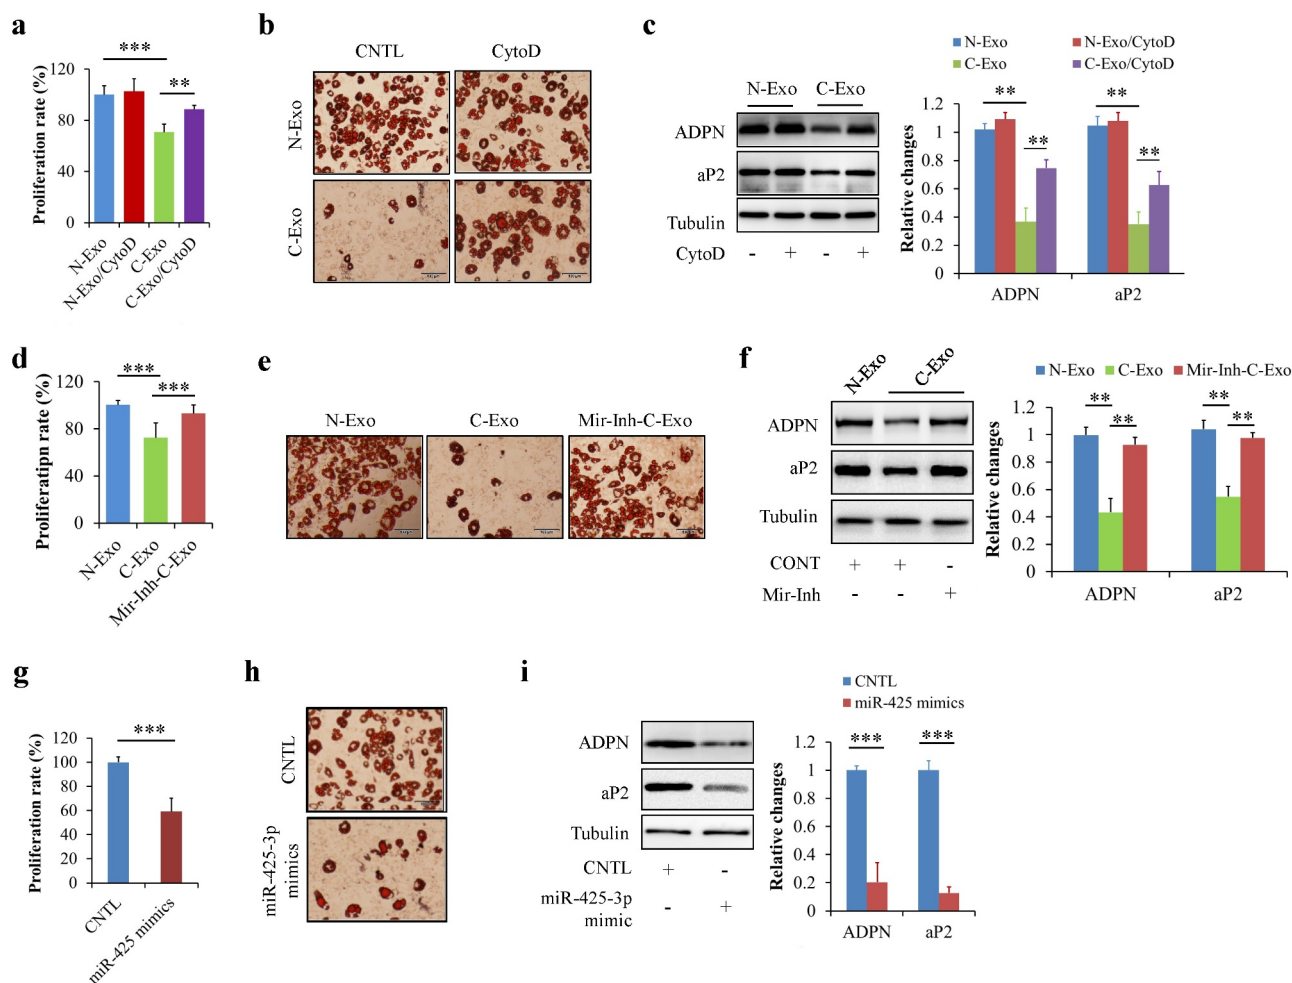 a
Proliferation rate (%)
120
80
40
0
***
**
N-Exo
N-Exo/CytoD
C-Exo
C-Exo/CytoD
b
CNTL
CytoD
N-Exo
C-Exo
c
N-Exo
C-Exo
ADPN
aP2
Tubulin
CytoD
-
+
-
+
N-Exo
N-Exo/CytoD
C-Exo
C-Exo/CytoD
Relative changes
1.2
1
0.8
0.6
0.4
0.2
0
**
**
**
**
ADPN
aP2
d
Proliferatipn rate (%)
120
80
40
0
***
***
N-Exo
C-Exo
Mir-Inh-C-Exo
e
N-Exo
C-Exo
Mir-Inh-C-Exo
f
N-Exo
C-Exo
ADPN
aP2
Tubulin
CONT
+
+
-
Mir-Inh
-
-
+
N-Exo
C-Exo
Mir-Inh-C-Exo
Relative changes
1.2
1
0.8
0.6
0.4
0.2
0
**
**
**
**
ADPN
aP2
g
Proliferation rate (%)
120
100
80
60
40
20
0
***
CNTL
miR-425 mimics
h
CNTL
miR-425-3p
mimics
i
ADPN
aP2
Tubulin
CNTL
+
-
miR-425-3p
mimic
-
+
CNTL
miR-425 mimics
Relative changes
1.2
1
0.8
0.6
0.4
0.2
0
***
***
ADPN
aP2